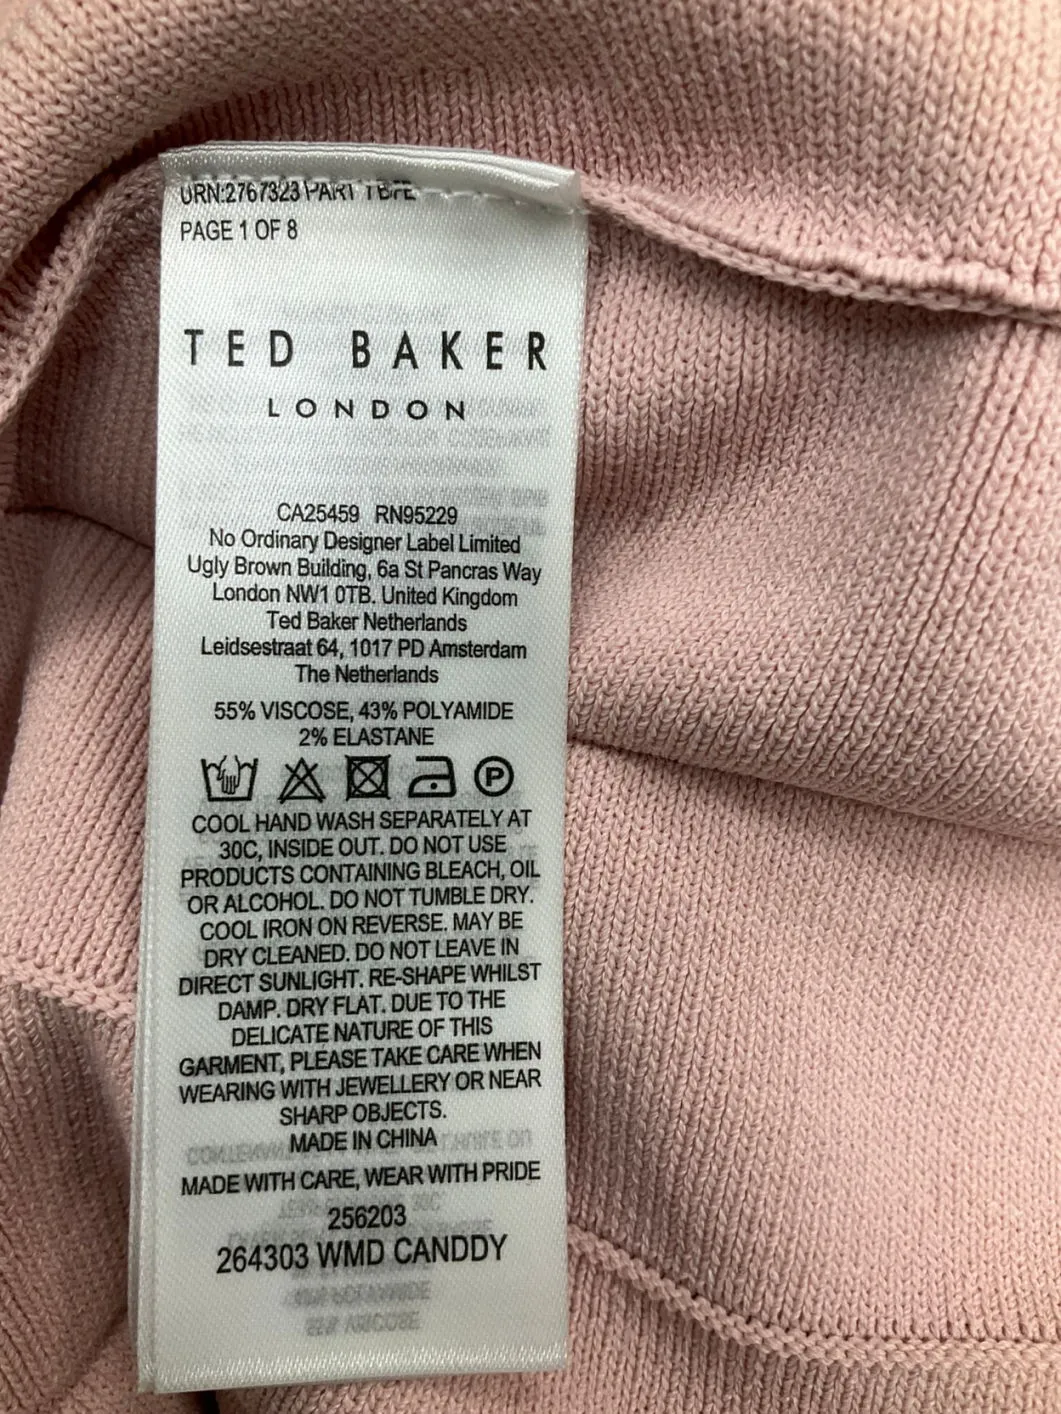 URN:2767323 PART TBFE
PAGE 1 OF 8
TED BAKER
LONDON
CA25459 RN95229
No Ordinary Designer Label Limited
Ugly Brown Building, 6a St Pancras Way
London NW1 0TB. United Kingdom
Ted Baker Netherlands
Leidsestraat 64, 1017 PD Amsterdam
The Netherlands
55% VISCOSE, 43% POLYAMIDE
2% ELASTANE
P
COOL HAND WASH SEPARATELY AT
30C, INSIDE OUT. DO NOT USE
PRODUCTS CONTAINING BLEACH, OIL
OR ALCOHOL. DO NOT TUMBLE DRY.
COOL IRON ON REVERSE. MAY BE
DRY CLEANED. DO NOT LEAVE IN
DIRECT SUNLIGHT. RE-SHAPE WHILST
DAMP. DRY FLAT. DUE TO THE
DELICATE NATURE OF THIS
GARMENT, PLEASE TAKE CARE WHEN
WEARING WITH JEWELLERY OR NEAR
SHARP OBJECTS.
MADE IN CHINA
MADE WITH CARE, WEAR WITH PRIDE
256203
264303 WMD CANDDY